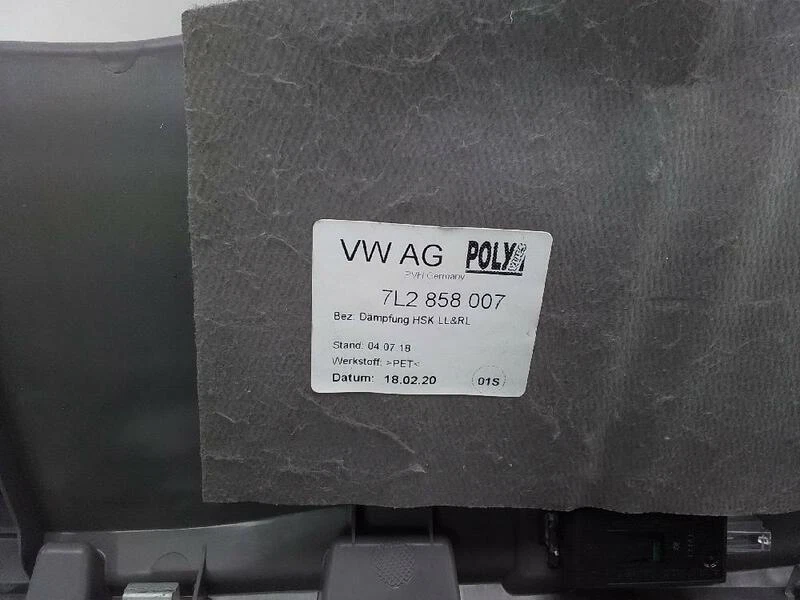 VW AG POLY
PVH Germany
7L2 858 007
Bez: Dämpfung HSK LL&RL
Stand: 04.07.18
Werkstoff: >PET<
Datum: 18.02.20 01S